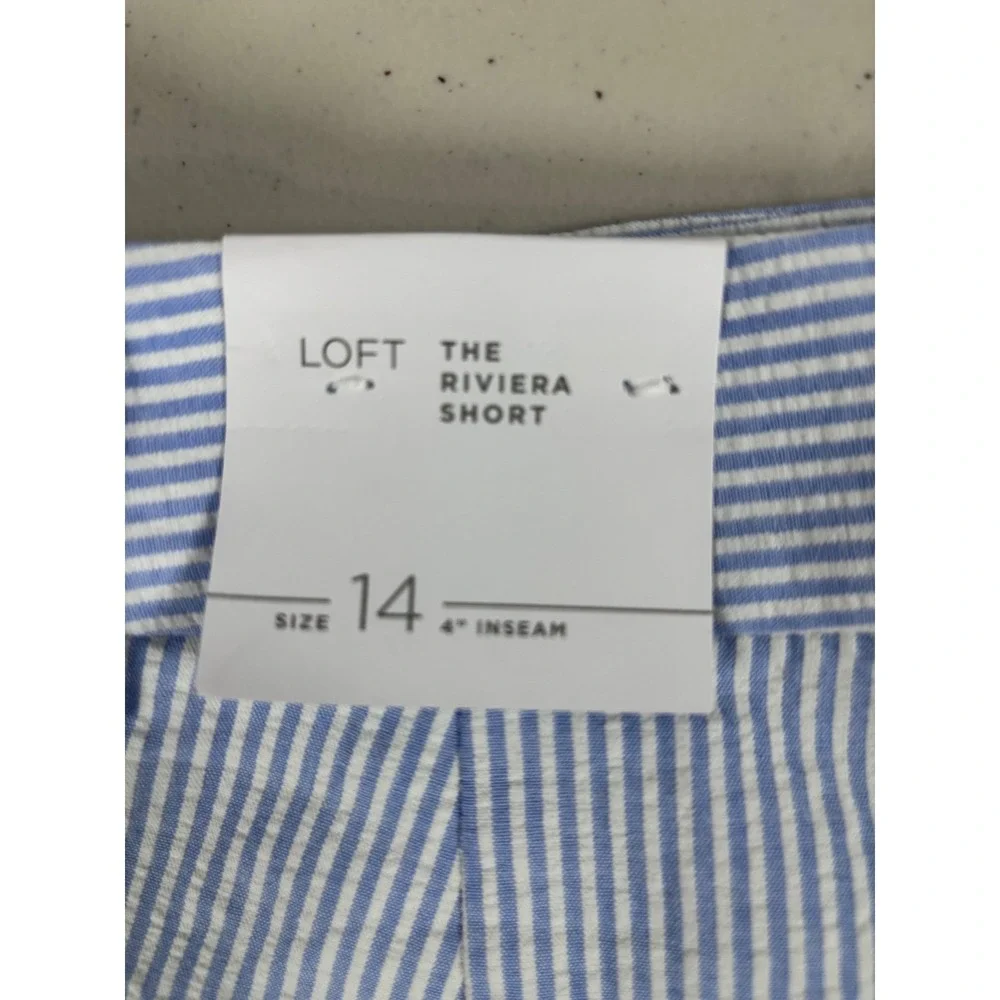 LOFT
THE
RIVIERA
SHORT
SIZE 14 4" INSEAM